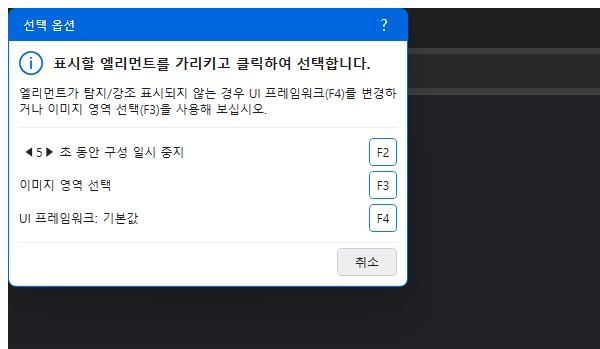 선택 옵션 ?
표시할 엘리먼트를 가리키고 클릭하여 선택합니다.
엘리먼트가 탐지/강조 표시되지 않는 경우 UI 프레임워크(F4)를 변경하
거나 이미지 영역 선택(F3)을 사용해 보십시오.
◀ 5 ▶ 초 동안 구성 일시 중지 F2
이미지 영역 선택 F3
UI 프레임워크: 기본값 F4
취소